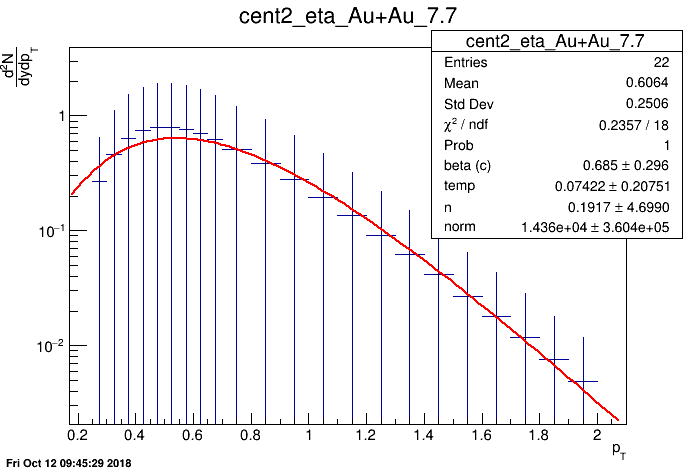 cent2_eta_Au+Au_7.7
d²N
dydp_T
cent2_eta_Au+Au_7.7
Entries 22
Mean 0.6064
Std Dev 0.2506
χ² / ndf 0.2357 / 18
Prob 1
beta (c) 0.685 ± 0.296
temp 0.07422 ± 0.20751
n 0.1917 ± 4.6990
norm 1.436e+04 ± 3.604e+05
1
10⁻¹
10⁻²
0.2 0.4 0.6 0.8 1 1.2 1.4 1.6 1.8 2
p_T
Fri Oct 12 09:45:29 2018